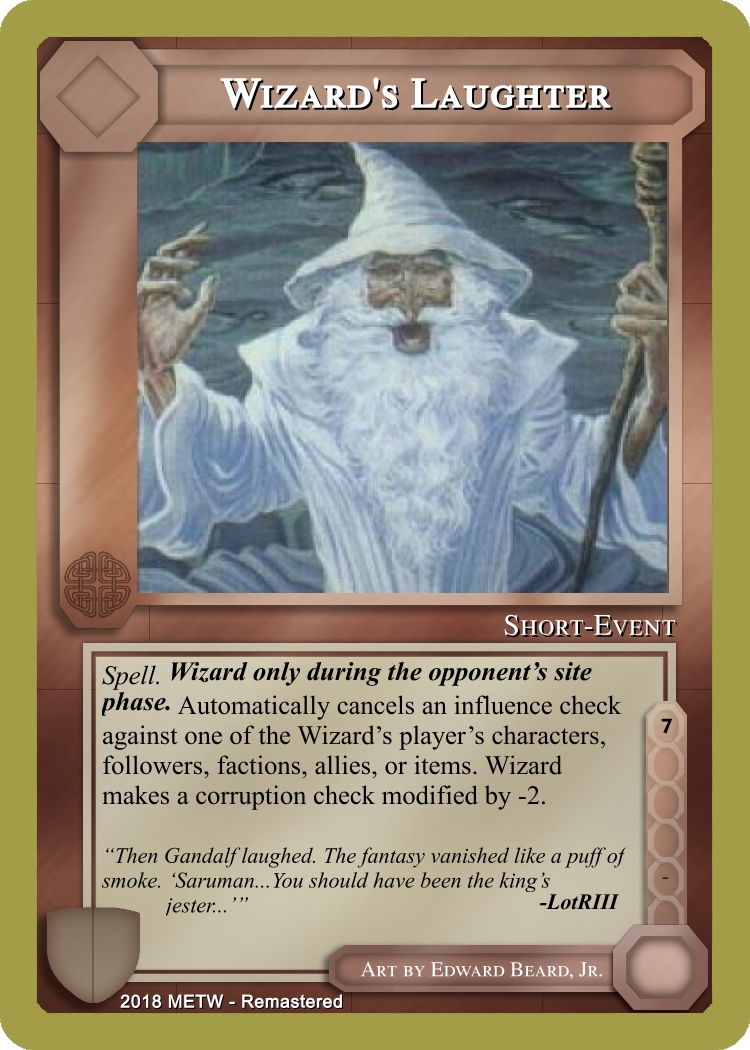 Wizard's Laughter
Short-Event
Spell. Wizard only during the opponent’s site
phase. Automatically cancels an influence check
against one of the Wizard’s player’s characters,
followers, factions, allies, or items. Wizard
makes a corruption check modified by -2.
7
“Then Gandalf laughed. The fantasy vanished like a puff of
smoke. ‘Saruman...You should have been the king’s
jester...’” -LotRIII
-
Art by Edward Beard, Jr.
2018 METW - Remastered